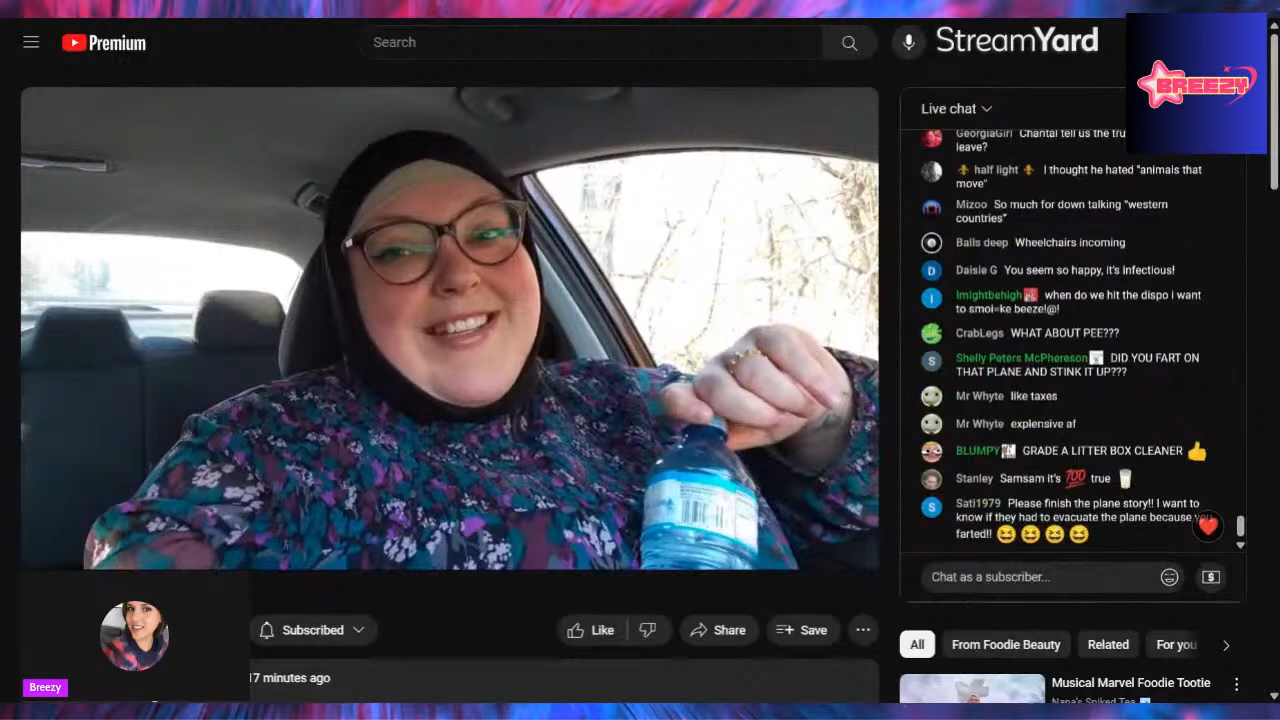 Premium
Search
StreamYard
BREEZY
Live chat
GeorgiaGirl Chantal tell us the tru
leave?
half light I thought he hated "animals that
move"
Mizoo So much for down talking "western
countries"
Balls deep Wheelchairs incoming
Daisie G You seem so happy, it's infectious!
Imightbehigh when do we hit the dispo i want
to smoi=ke beeze!@!
CrabLegs WHAT ABOUT PEE???
Shelly Peters McPhereson DID YOU FART ON
THAT PLANE AND STINK IT UP???
Mr Whyte like taxes
Mr Whyte explensive af
BLUMPY GRADE A LITTER BOX CLEANER 👍
Stanley Samsam it's 💯 true 🥛
Sati1979 Please finish the plane story!! I want to
know if they had to evacuate the plane because you
farted!! 😆 😆 😆 😆
Chat as a subscriber...
Subscribed
Like
Share
Save
All
From Foodie Beauty
Related
For you
17 minutes ago
Musical Marvel Foodie Tootie
Nana's Spiked Tea
Breezy